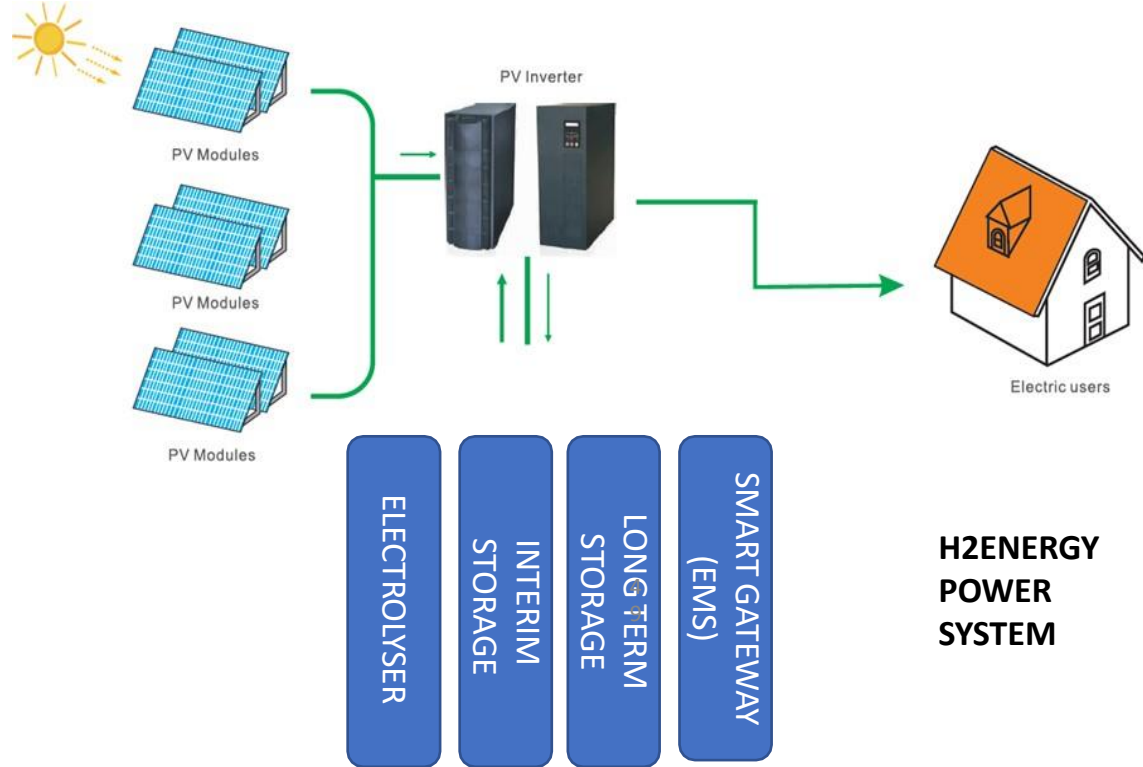 PV Inverter
PV Modules
PV Modules
PV Modules
Electric users
ELECTROLYSER
INTERIM
STORAGE
LONG TERM
STORAGE
SMART GATEWAY
(EMS)
H2ENERGY
POWER
SYSTEM